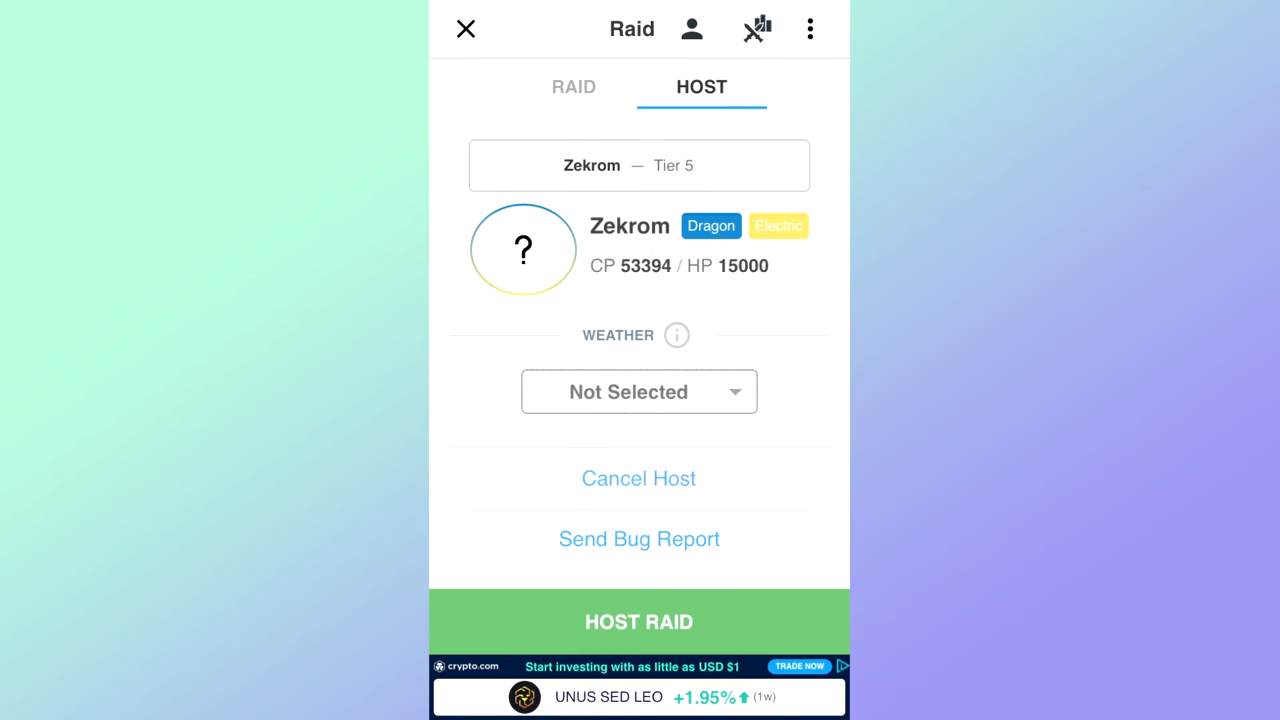 Raid
RAID HOST
Zekrom — Tier 5
?
Zekrom Dragon Electric
CP 53394 / HP 15000
WEATHER i
Not Selected
Cancel Host
Send Bug Report
HOST RAID
crypto.com Start investing with as little as USD $1 TRADE NOW
UNUS SED LEO +1.95% (1w)